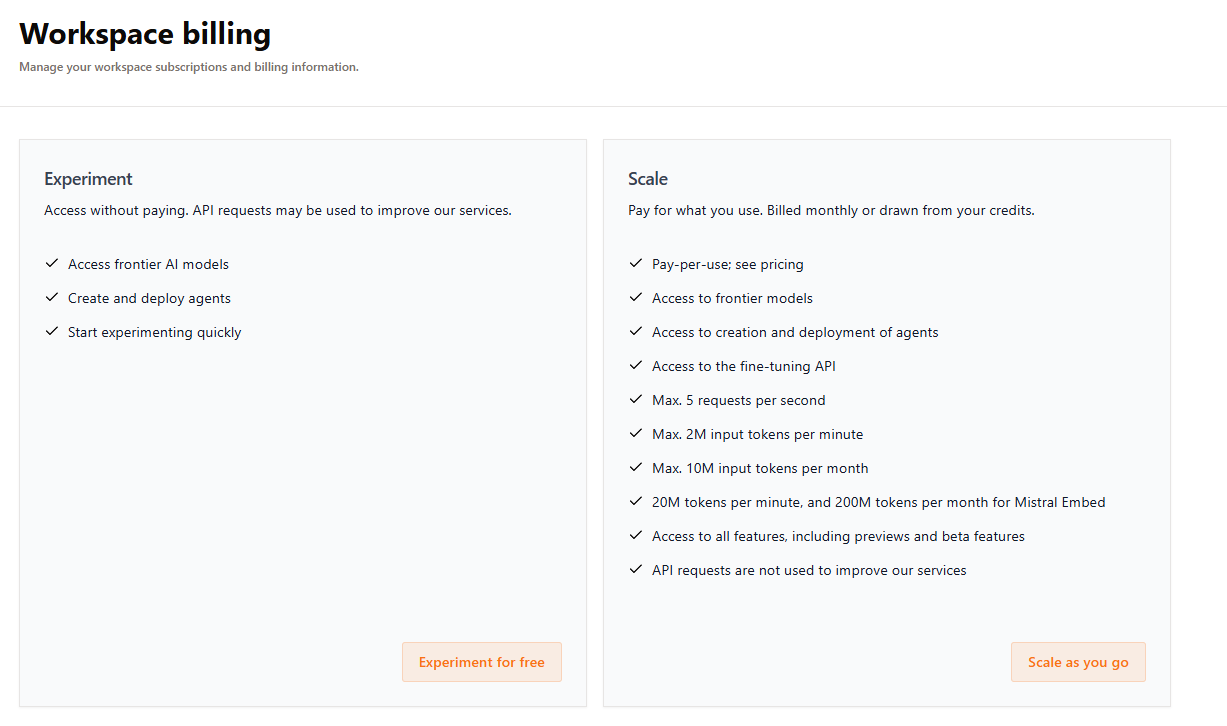 Workspace billing
Manage your workspace subscriptions and billing information.
Experiment
Access without paying. API requests may be used to improve our services.
Access frontier AI models
Create and deploy agents
Start experimenting quickly
Experiment for free
Scale
Pay for what you use. Billed monthly or drawn from your credits.
Pay-per-use; see pricing
Access to frontier models
Access to creation and deployment of agents
Access to the fine-tuning API
Max. 5 requests per second
Max. 2M input tokens per minute
Max. 10M input tokens per month
20M tokens per minute, and 200M tokens per month for Mistral Embed
Access to all features, including previews and beta features
API requests are not used to improve our services
Scale as you go